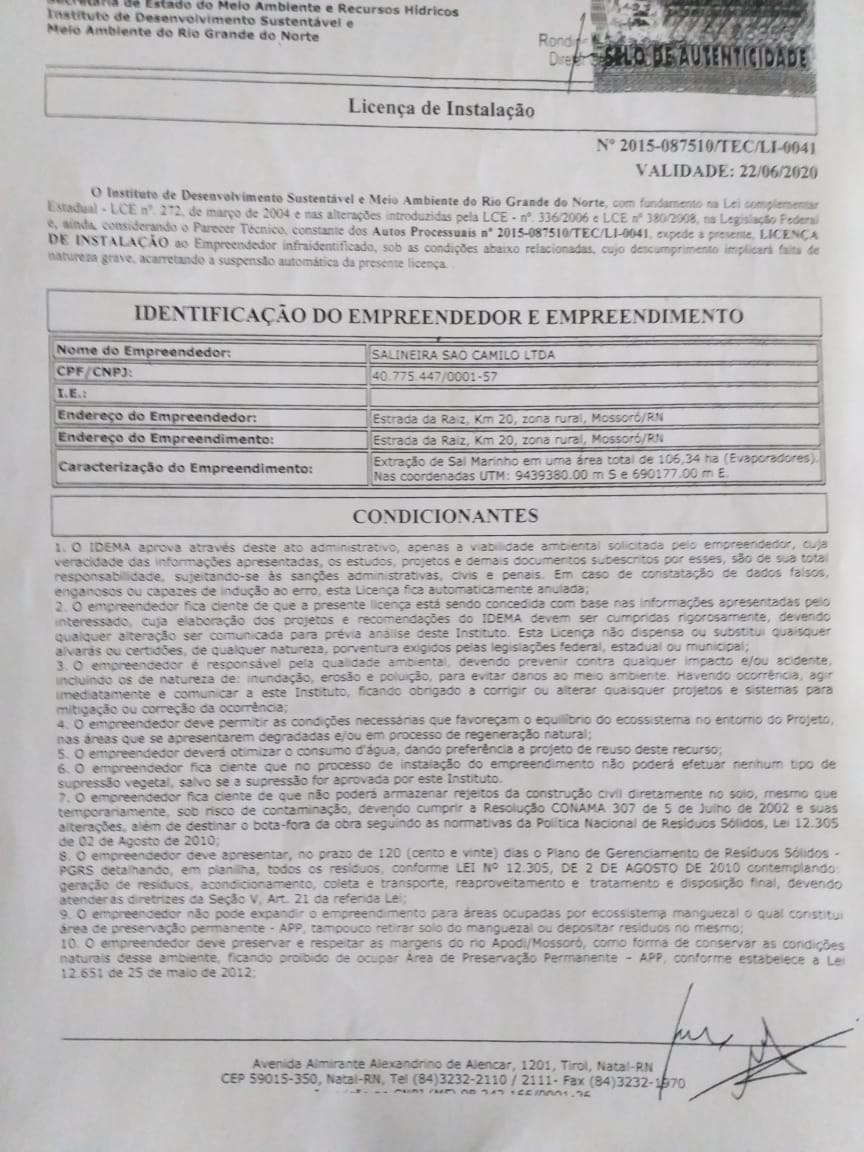 Secretaria de Estado do Meio Ambiente e Recursos Hídricos
Instituto de Desenvolvimento Sustentável e
Meio Ambiente do Rio Grande do Norte
SELO DE AUTENTICIDADE
Licença de Instalação
Nº 2015-087510/TEC/LI-0041
VALIDADE: 22/06/2020
O Instituto de Desenvolvimento Sustentável e Meio Ambiente do Rio Grande do Norte, com fundamento na Lei complementar
Estadual - LCE nº. 272, de março de 2004 e nas alterações introduzidas pela LCE - nº. 336/2006 e LCE nº 380/2008, na Legislação Federal
e, ainda, considerando o Parecer Técnico, constante dos Autos Processuais nº 2015-087510/TEC/LI-0041, expede a presente, LICENÇA
DE INSTALAÇÃO ao Empreendedor infraidentificado, sob as condições abaixo relacionadas, cujo descumprimento implicará falta de
natureza grave, acarretando a suspensão automática da presente licença.
IDENTIFICAÇÃO DO EMPREENDEDOR E EMPREENDIMENTO
Nome do Empreendedor: SALINEIRA SAO CAMILO LTDA
CPF/CNPJ: 40.775.447/0001-57
I.E.:
Endereço do Empreendedor: Estrada da Raiz, Km 20, zona rural, Mossoró/RN
Endereço do Empreendimento: Estrada da Raiz, Km 20, zona rural, Mossoró/RN
Caracterização do Empreendimento: Extração de Sal Marinho em uma área total de 106,34 ha (Evaporadores).
Nas coordenadas UTM: 9439380.00 m S e 690177.00 m E.
CONDICIONANTES
1. O IDEMA aprova através deste ato administrativo, apenas a viabilidade ambiental solicitada pelo empreendedor, cuja
veracidade das informações apresentadas, os estudos, projetos e demais documentos subescritos por esses, são de sua total
responsabilidade, sujeitando-se às sanções administrativas, civis e penais. Em caso de constatação de dados falsos,
enganosos ou capazes de indução ao erro, esta Licença fica automaticamente anulada;
2. O empreendedor fica ciente de que a presente licença está sendo concedida com base nas informações apresentadas pelo
interessado, cuja elaboração dos projetos e recomendações do IDEMA devem ser cumpridas rigorosamente, devendo
qualquer alteração ser comunicada para prévia análise deste Instituto. Esta Licença não dispensa ou substitui quaisquer
alvarás ou certidões, de qualquer natureza, porventura exigidos pelas legislações federal, estadual ou municipal;
3. O empreendedor é responsável pela qualidade ambiental, devendo prevenir contra qualquer impacto e/ou acidente,
incluindo os de natureza de: inundação, erosão e poluição, para evitar danos ao meio ambiente. Havendo ocorrência, agir
imediatamente e comunicar a este Instituto, ficando obrigado a corrigir ou alterar quaisquer projetos e sistemas para
mitigação ou correção da ocorrência;
4. O empreendedor deve permitir as condições necessárias que favoreçam o equilíbrio do ecossistema no entorno do Projeto,
nas áreas que se apresentarem degradadas e/ou em processo de regeneração natural;
5. O empreendedor deverá otimizar o consumo d'água, dando preferência a projeto de reuso deste recurso;
6. O empreendedor fica ciente que no processo de instalação do empreendimento não poderá efetuar nenhum tipo de
supressão vegetal, salvo se a supressão for aprovada por este Instituto.
7. O empreendedor fica ciente de que não poderá armazenar rejeitos da construção civil diretamente no solo, mesmo que
temporariamente, sob risco de contaminação, devendo cumprir a Resolução CONAMA 307 de 5 de Julho de 2002 e suas
alterações, além de destinar o bota-fora da obra seguindo as normativas da Política Nacional de Resíduos Sólidos, Lei 12.305
de 02 de Agosto de 2010;
8. O empreendedor deve apresentar, no prazo de 120 (cento e vinte) dias o Plano de Gerenciamento de Resíduos Sólidos -
PGRS detalhando, em planilha, todos os resíduos, conforme LEI Nº 12.305, DE 2 DE AGOSTO DE 2010 contemplando:
geração de resíduos, acondicionamento, coleta e transporte, reaproveitamento e tratamento e disposição final, devendo
atender as diretrizes da Seção V, Art. 21 da referida Lei;
9. O empreendedor não pode expandir o empreendimento para áreas ocupadas por ecossistema manguezal o qual constitui
área de preservação permanente - APP, tampouco retirar solo do manguezal ou depositar resíduos no mesmo;
10. O empreendedor deve preservar e respeitar as margens do rio Apodi/Mossoró, como forma de conservar as condições
naturais desse ambiente, ficando proibido de ocupar Área de Preservação Permanente - APP, conforme estabelece a Lei
12.651 de 25 de maio de 2012;
Avenida Almirante Alexandrino de Alencar, 1201, Tirol, Natal-RN
CEP 59015-350, Natal-RN, Tel (84)3232-2110 / 2111- Fax (84)3232-1970